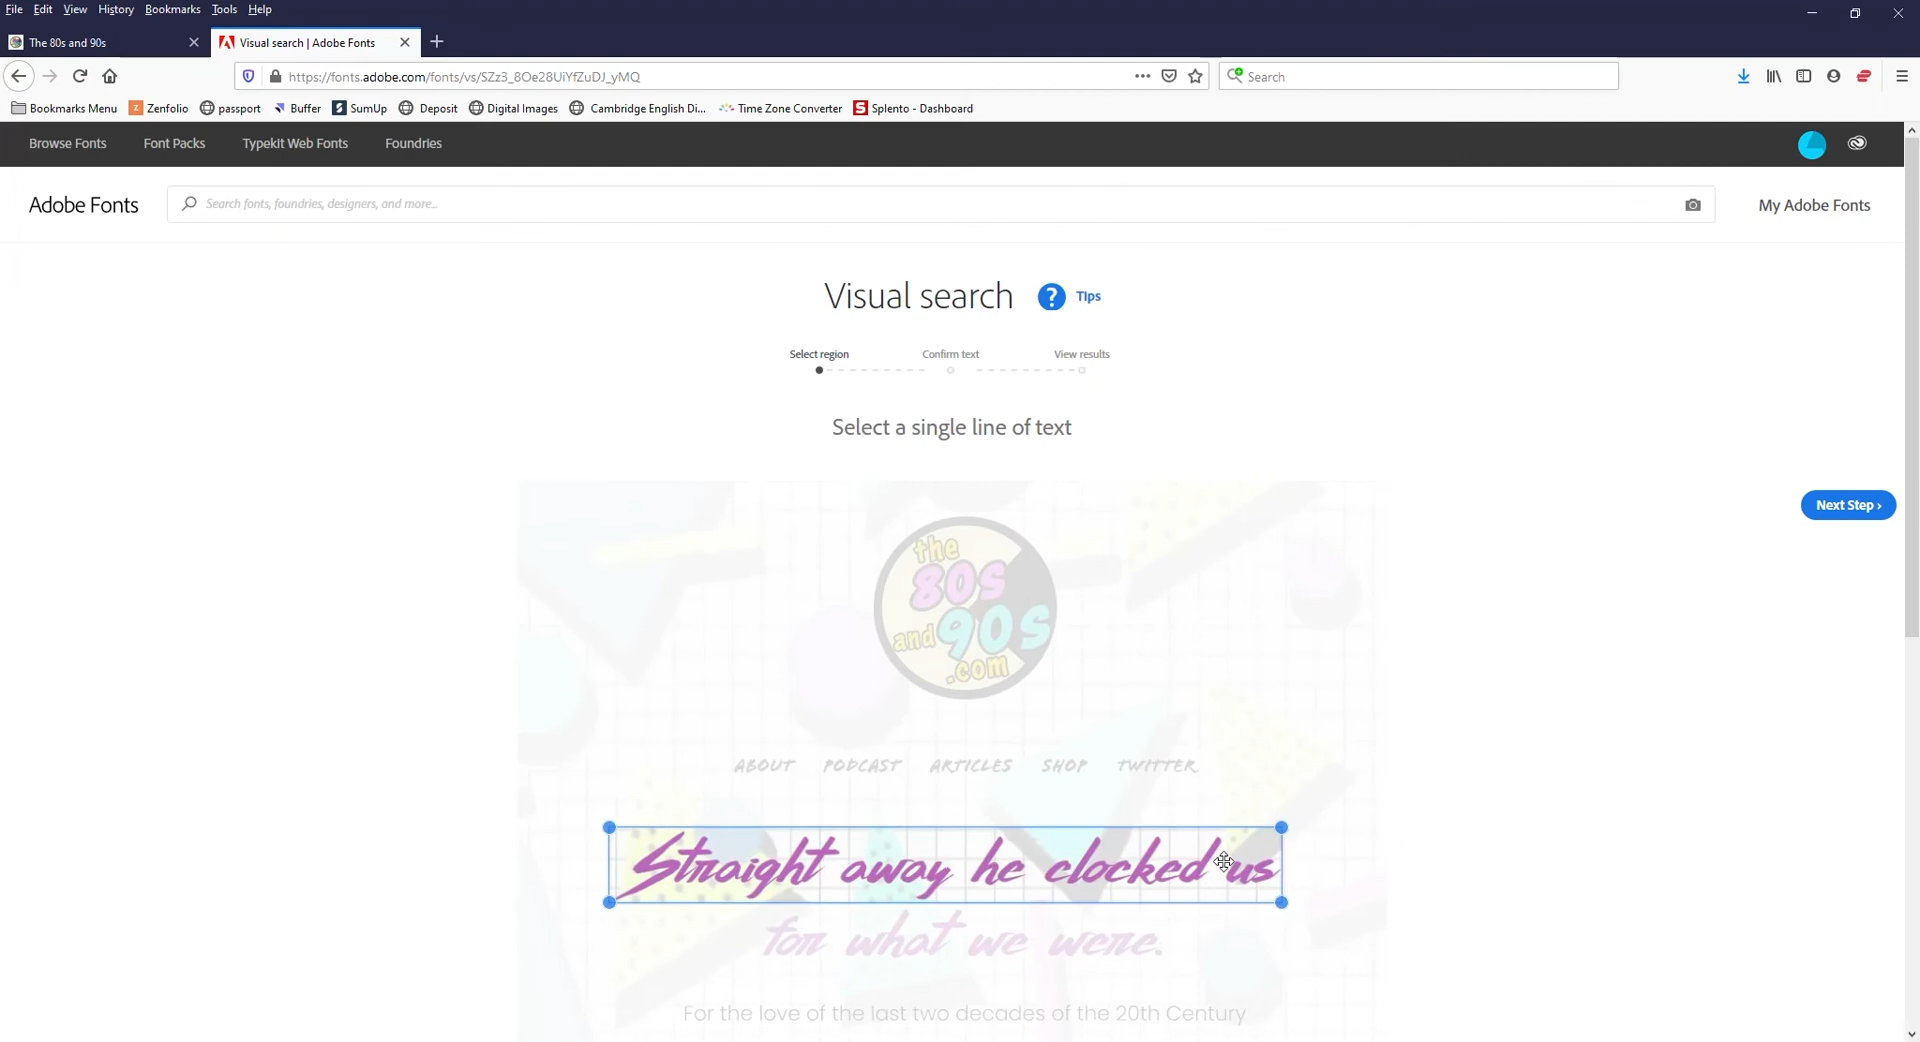 File Edit View History Bookmarks Tools Help
The 80s and 90s
Visual search | Adobe Fonts
https://fonts.adobe.com/fonts/vs/SZz3_8Oe28UiYfZuDJ_yMQ
Search
Bookmarks Menu Zenfolio passport Buffer SumUp Deposit Digital Images Cambridge English Di... Time Zone Converter Splento - Dashboard
Browse Fonts Font Packs Typekit Web Fonts Foundries
Adobe Fonts Search fonts, foundries, designers, and more... My Adobe Fonts
Visual search ? Tips
Select region Confirm text View results
Select a single line of text
Next Step ›
the
80s
and 90s
.com
ABOUT PODCAST ARTICLES SHOP TWITTER
Straight away he clocked us
for what we were.
For the love of the last two decades of the 20th Century